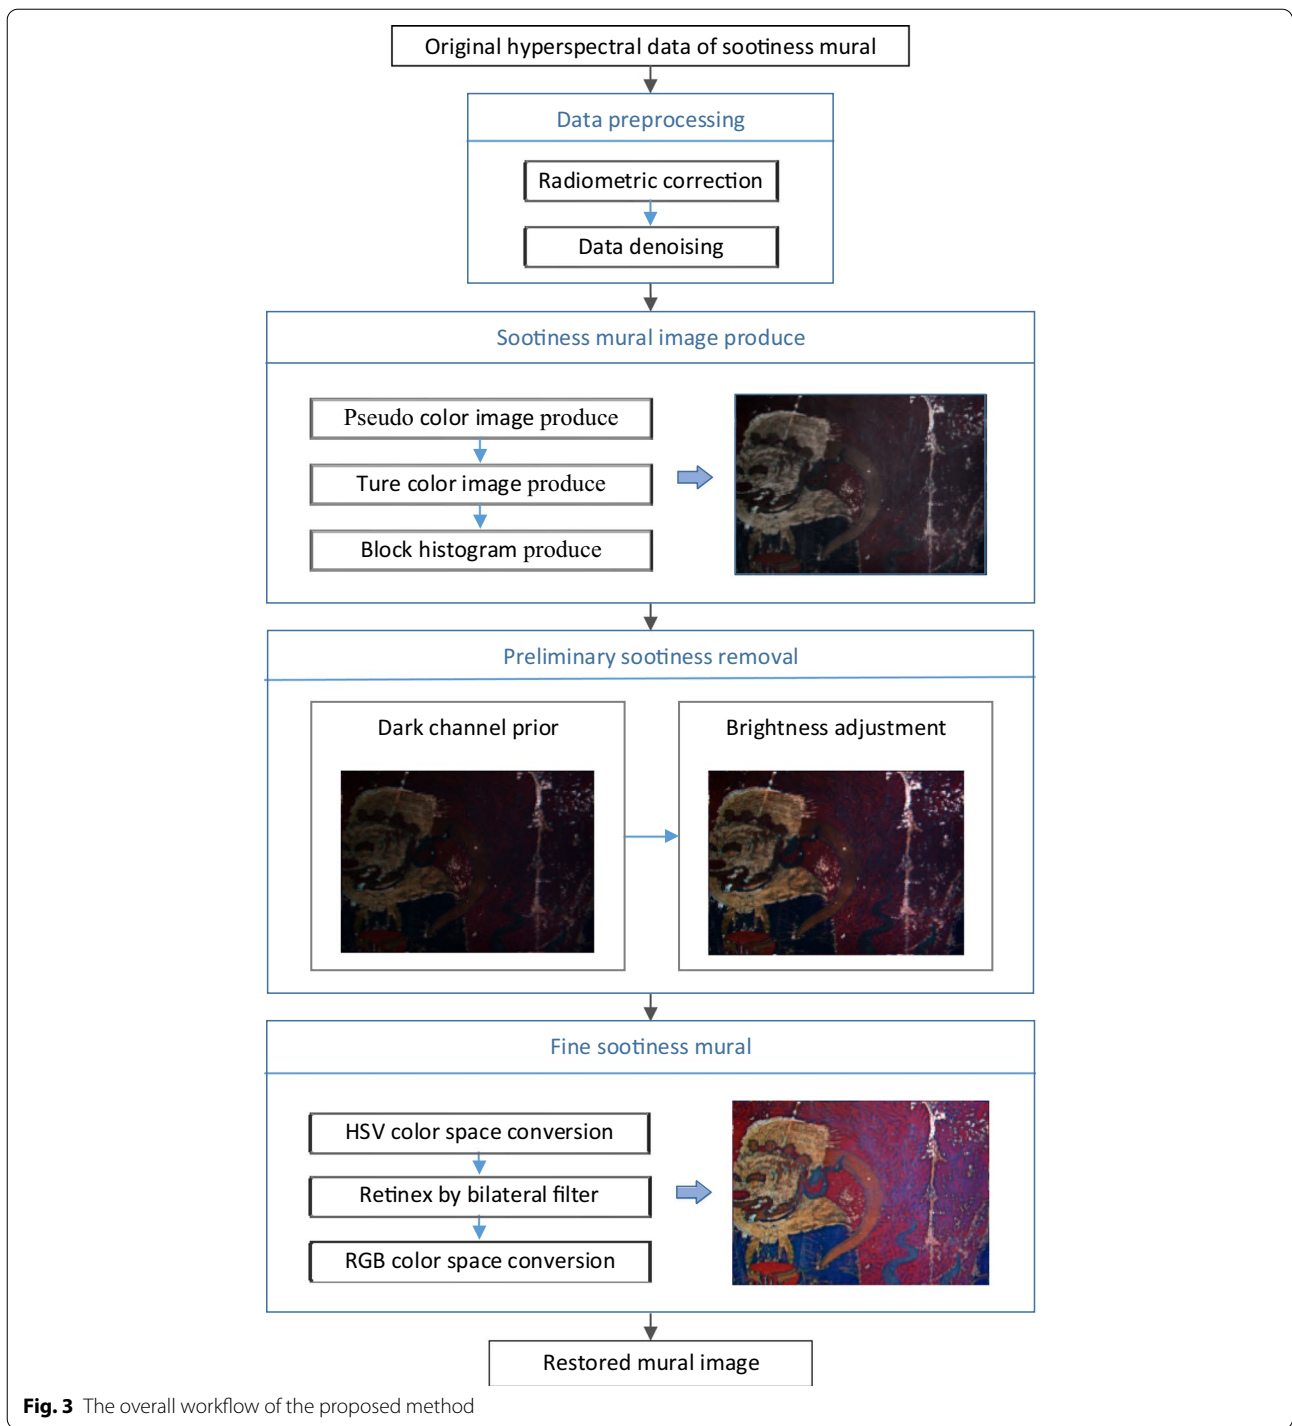 Original hyperspectral data of sootiness mural
Data preprocessing
Radiometric correction
Data denoising
Sootiness mural image produce
Pseudo color image produce
Ture color image produce
Block histogram produce
Preliminary sootiness removal
Dark channel prior
Brightness adjustment
Fine sootiness mural
HSV color space conversion
Retinex by bilateral filter
RGB color space conversion
Restored mural image
Fig. 3 The overall workflow of the proposed method